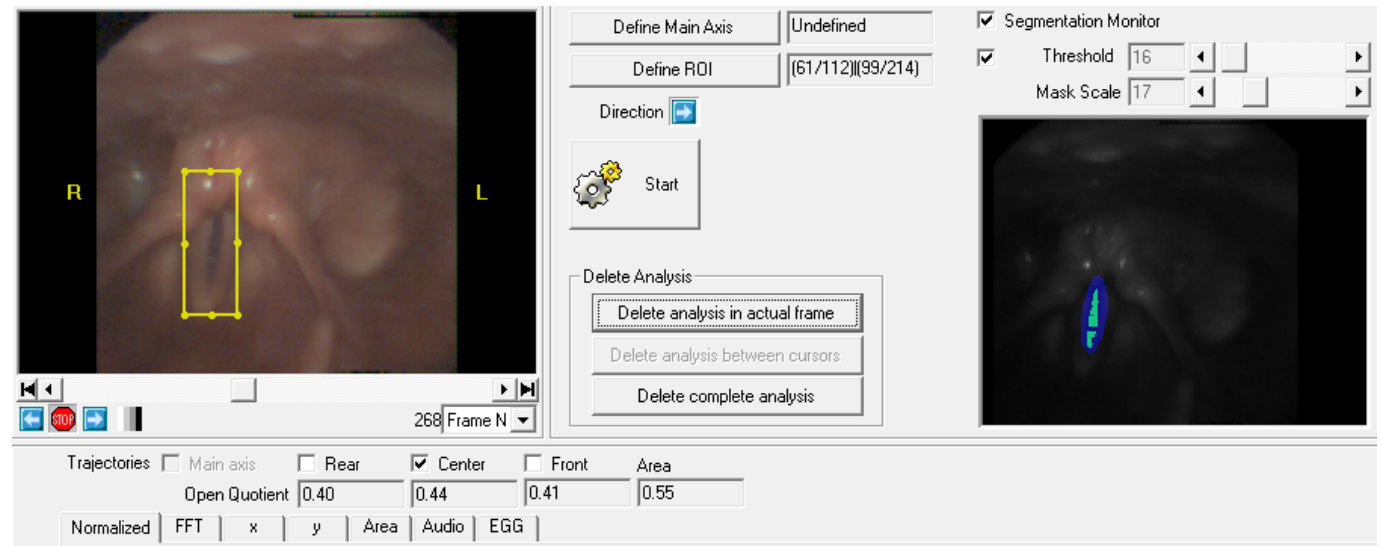 R
L
268 Frame N
Define Main Axis Undefined
Define ROI (61/112)|(99/214)
Direction
Start
Delete Analysis
Delete analysis in actual frame
Delete analysis between cursors
Delete complete analysis
Segmentation Monitor
Threshold 16
Mask Scale 17
STOP
Trajectories Main axis Rear Center Front Area
Open Quotient 0.40 0.44 0.41 0.55
Normalized FFT x y Area Audio EGG